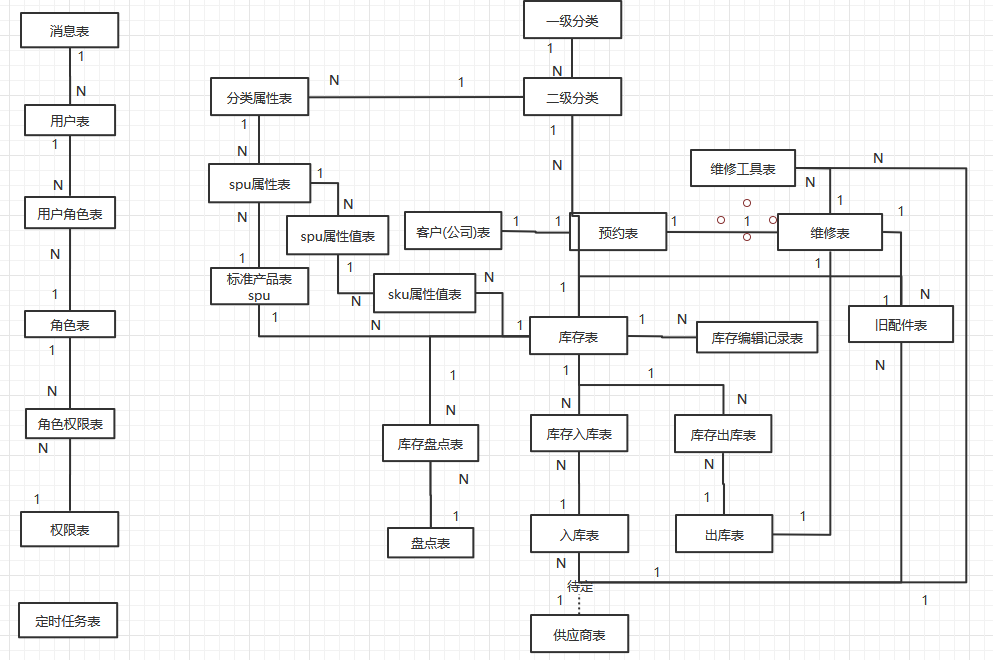 一级分类
消息表
1
1
N
N
分类属性表
N
1
二级分类
用户表
1
1
1
N
N
N
维修工具表
N
N
spu属性表
1
N
用户角色表
N
N
spu属性值表
客户(公司)表
1
1
预约表
1
1
维修表
1
1
N
1
1
1
标准产品表
spu
N
sku属性值表
N
1
1
N
1
角色表
1
N
1
库存表
1
N
库存编辑记录表
旧配件表
1
1
1
1
N
N
N
N
N
角色权限表
N
库存盘点表
库存入库表
库存出库表
N
N
N
1
1
1
1
1
权限表
盘点表
入库表
出库表
N
1
待定
1
1
定时任务表
供应商表